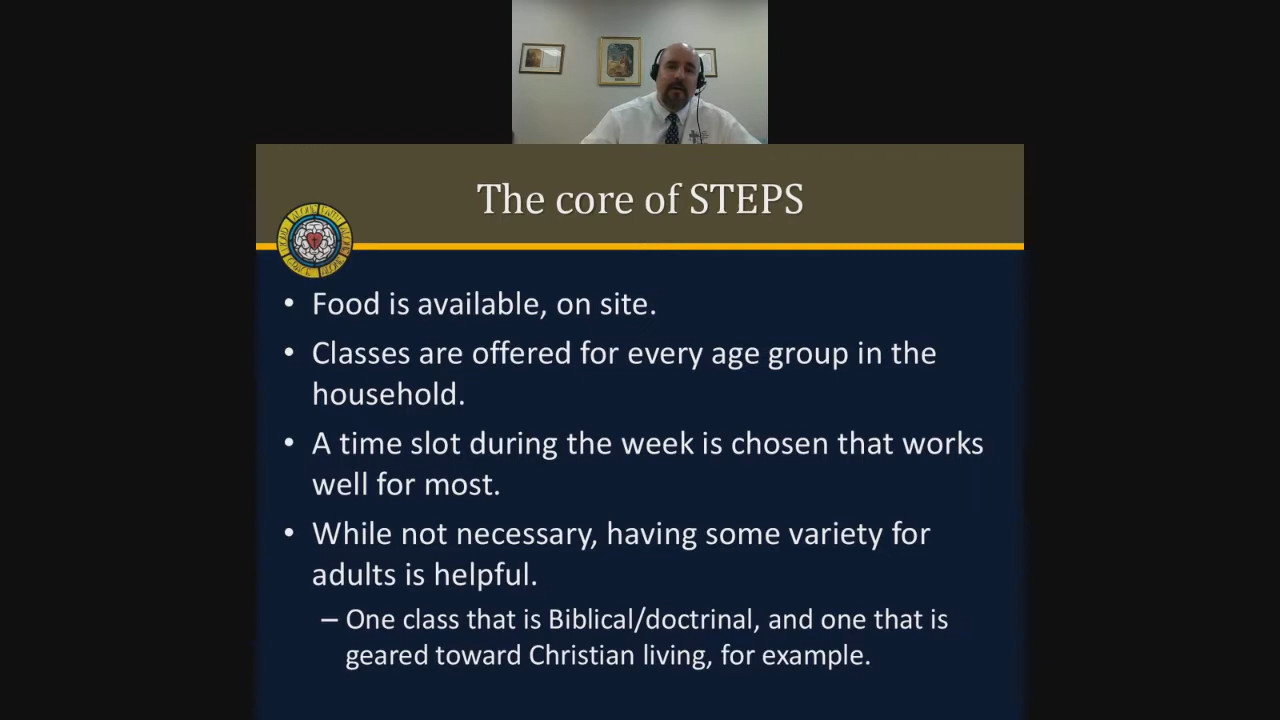 The core of STEPS
• Food is available, on site.
• Classes are offered for every age group in the
household.
• A time slot during the week is chosen that works
well for most.
• While not necessary, having some variety for
adults is helpful.
– One class that is Biblical/doctrinal, and one that is
geared toward Christian living, for example.